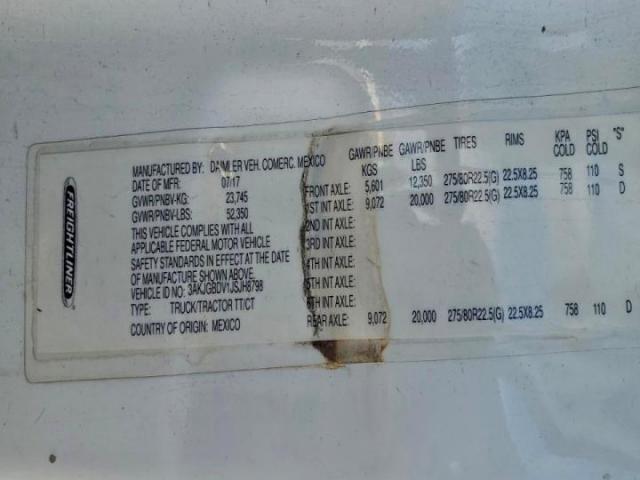 FREIGHTLINER
MANUFACTURED BY: DAIMLER VEH. COMERC. MEXICO
DATE OF MFR: 07/17
GVWR/PNBV-KG: 23,745
GVWR/PNBV-LBS: 52,350
THIS VEHICLE COMPLIES WITH ALL
APPLICABLE FEDERAL MOTOR VEHICLE
SAFETY STANDARDS IN EFFECT AT THE DATE
OF MANUFACTURE SHOWN ABOVE.
VEHICLE ID NO: 3AKJGBDV1JSJH8798
TYPE: TRUCK/TRACTOR TT/CT
COUNTRY OF ORIGIN: MEXICO
GAWR/PNBE KGS GAWR/PNBE LBS TIRES RIMS KPA COLD PSI COLD "S"
FRONT AXLE: 5,601 12,350 275/80R22.5(G) 22.5X8.25 758 110 S
1ST INT AXLE: 9,072 20,000 275/80R22.5(G) 22.5X8.25 758 110 D
2ND INT AXLE:
3RD INT AXLE:
4TH INT AXLE:
5TH INT AXLE:
6TH INT AXLE:
REAR AXLE: 9,072 20,000 275/80R22.5(G) 22.5X8.25 758 110 D